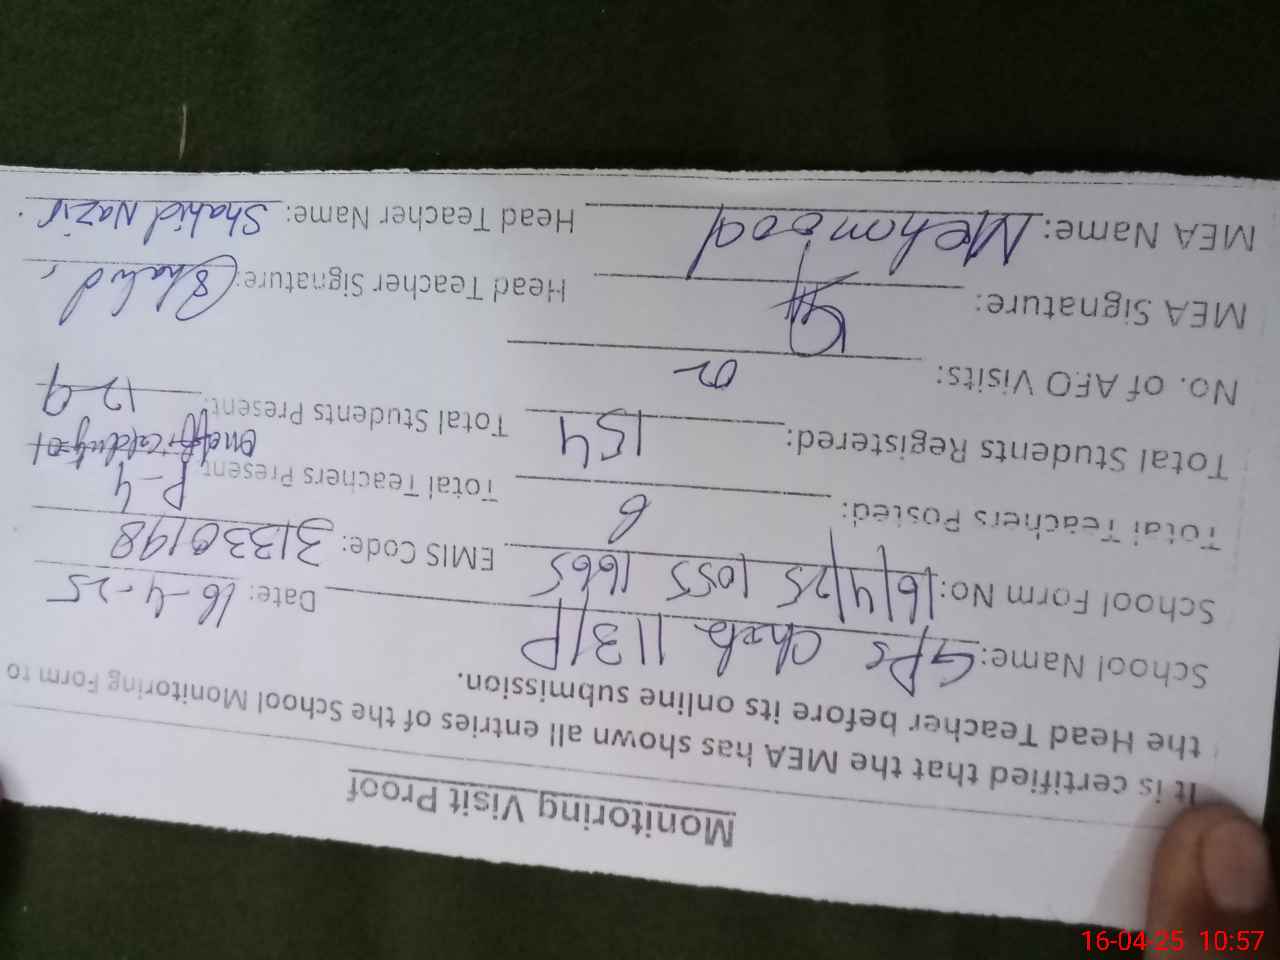 Monitoring Visit Proof
It is certified that the MEA has shown all entries of the School Monitoring Form to
the Head Teacher before its online submission.
School Name: GPS Chak 113/P Date: 16-4-25
School Form No: 16/4/25 1055 1665 EMIS Code: 31330198
Total Teachers Posted: 6 Total Teachers Present P-4
Total Students Registered: 154 Total Students Present: 129
No. of AEO Visits: 02
MEA Signature: Head Teacher Signature: Shahid
MEA Name: Mehmood Head Teacher Name: Shahid Nazir
16-04-25 10:57